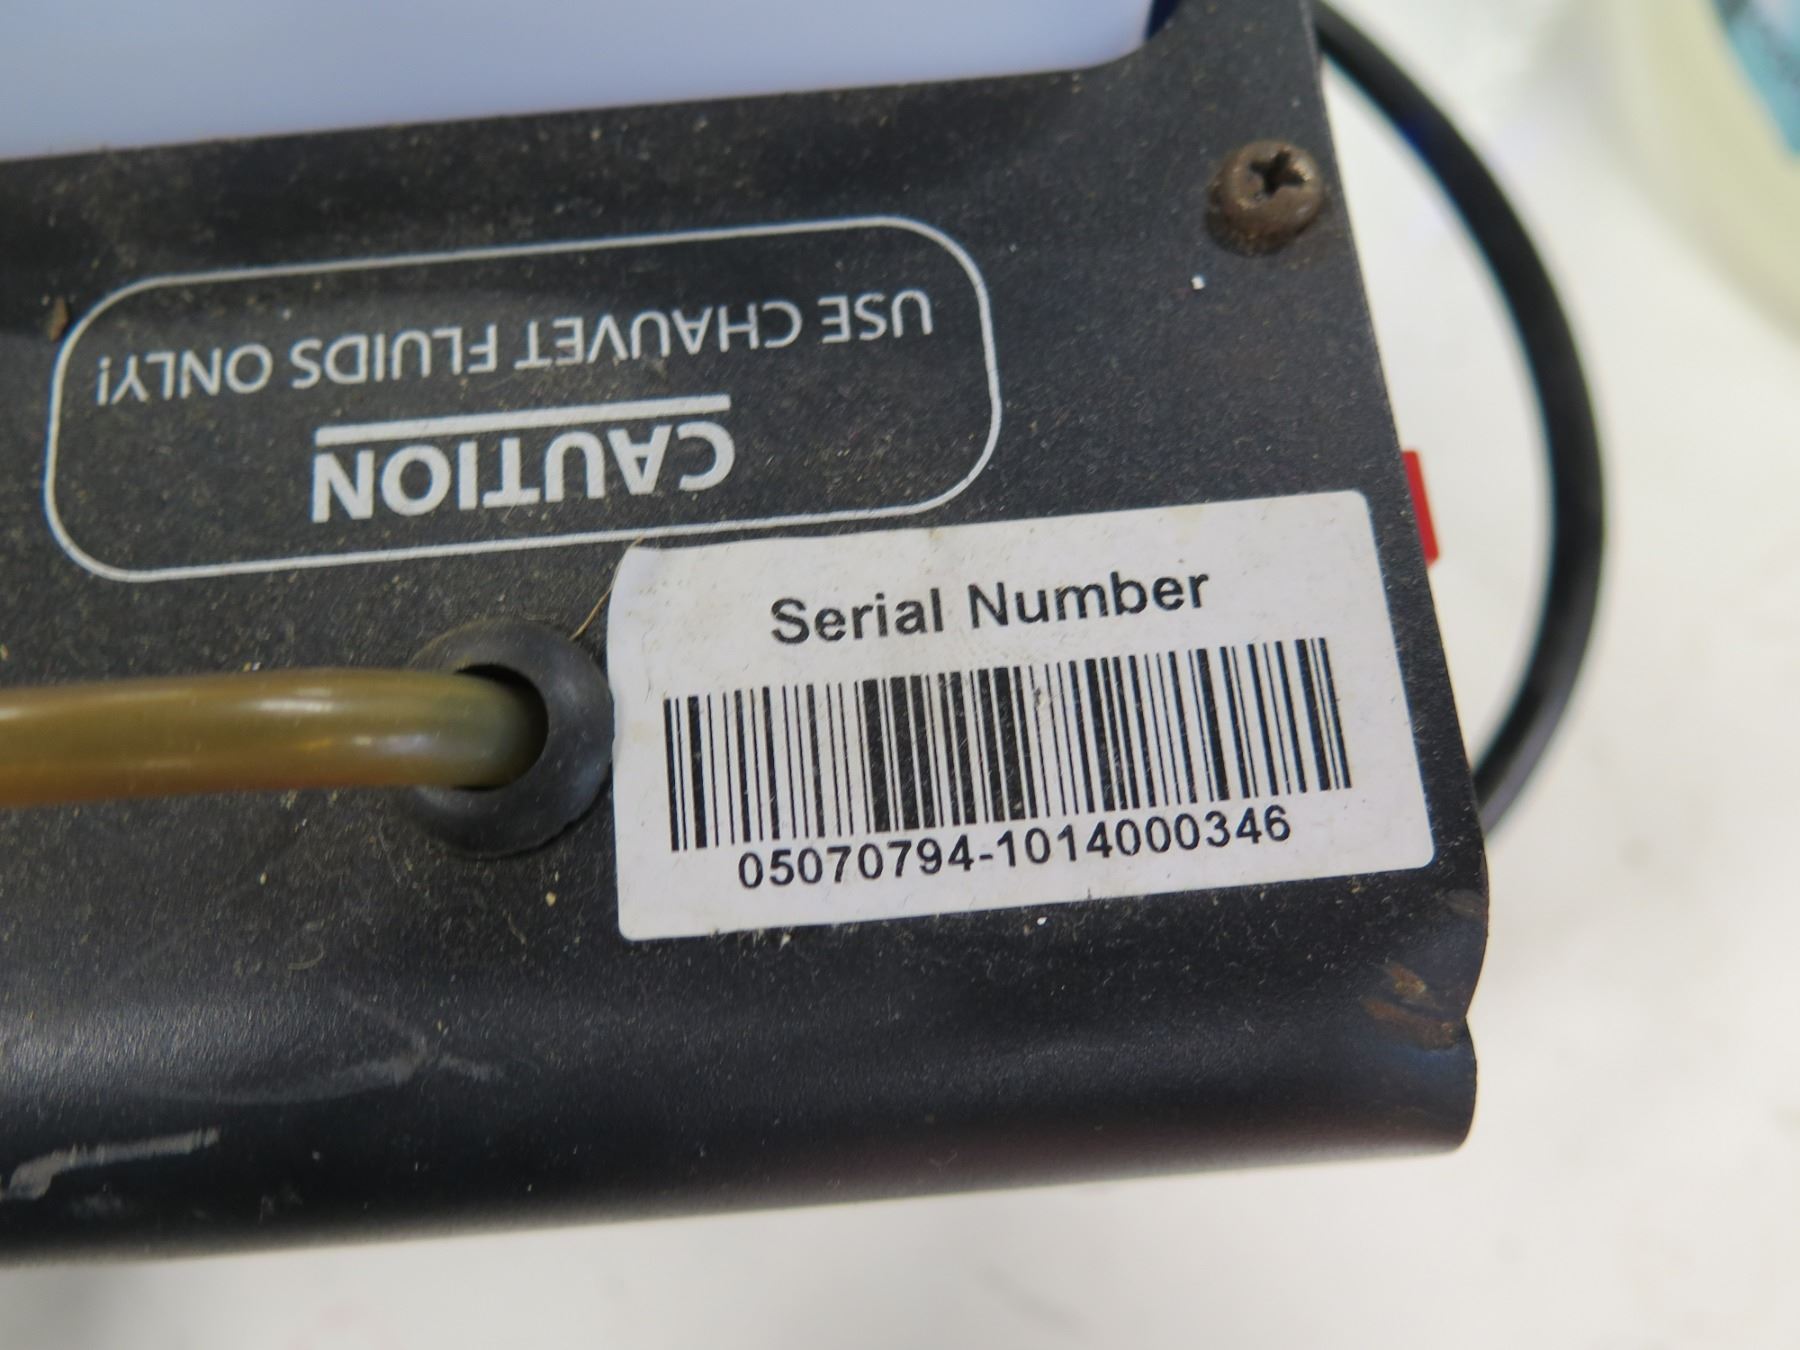 CAUTION
USE CHAUVET FLUIDS ONLY!
Serial Number
05070794-1014000346